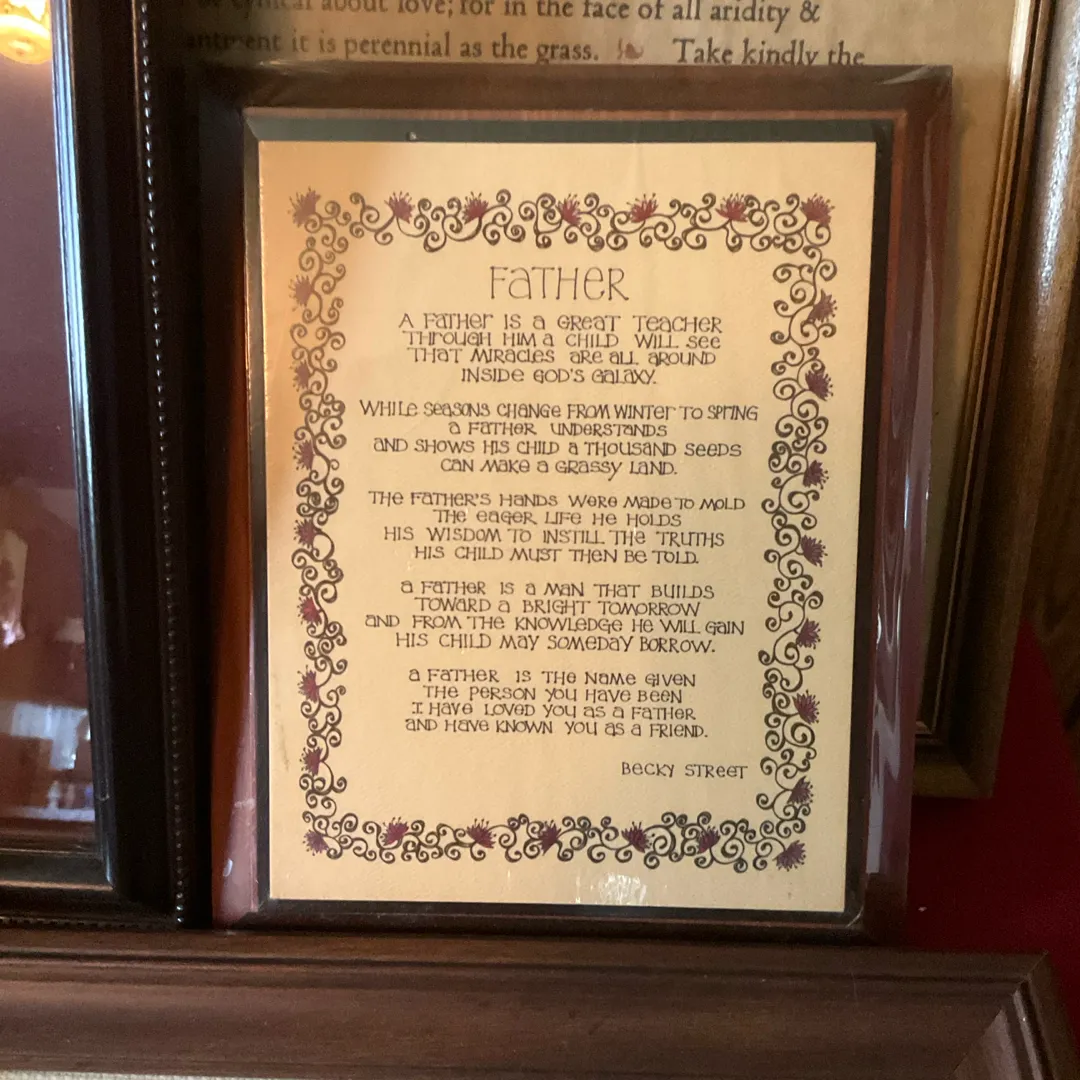 cynical about love; for in the face of all aridity &
it is perennial as the grass. Take kindly the
FATHER
A FATHER IS A GREAT TEACHER
THROUGH HIM A CHILD WILL SEE
THAT MIRACLES ARE ALL AROUND
INSIDE GOD'S GALAXY.
WHILE SEASONS CHANGE FROM WINTER TO SPRING
A FATHER UNDERSTANDS
AND SHOWS HIS CHILD A THOUSAND SEEDS
CAN MAKE A GRASSY LAND.
THE FATHER'S HANDS WERE MADE TO MOLD
THE EAGER LIFE HE HOLDS
HIS WISDOM TO INSTILL THE TRUTHS
HIS CHILD MUST THEN BE TOLD.
A FATHER IS A MAN THAT BUILDS
TOWARD A BRIGHT TOMORROW
AND FROM THE KNOWLEDGE HE WILL GAIN
HIS CHILD MAY SOMEDAY BORROW.
A FATHER IS THE NAME GIVEN
THE PERSON YOU HAVE BEEN
I HAVE LOVED YOU AS A FATHER
AND HAVE KNOWN YOU AS A FRIEND.
BECKY STREET